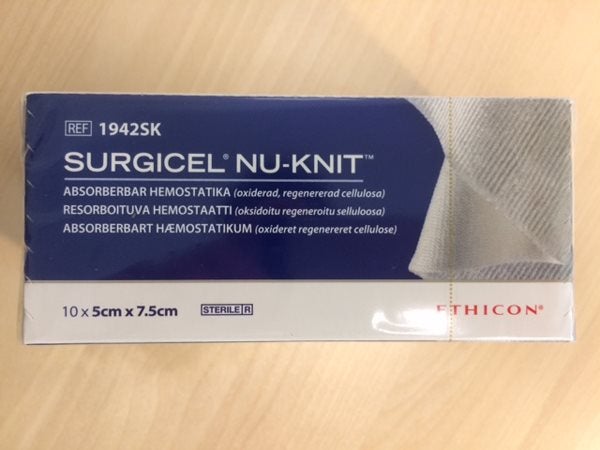 REF 1942SK
SURGICEL® NU-KNIT™
ABSORBERBAR HEMOSTATIKA (oxiderad, regenererad cellulosa)
RESORBOITUVA HEMOSTAATTI (oksidoitu regeneroitu selluloosa)
ABSORBERBART HÆMOSTATIKUM (oxideret regenereret cellulose)
10 x 5cm x 7.5cm STERILE R ETHICON®